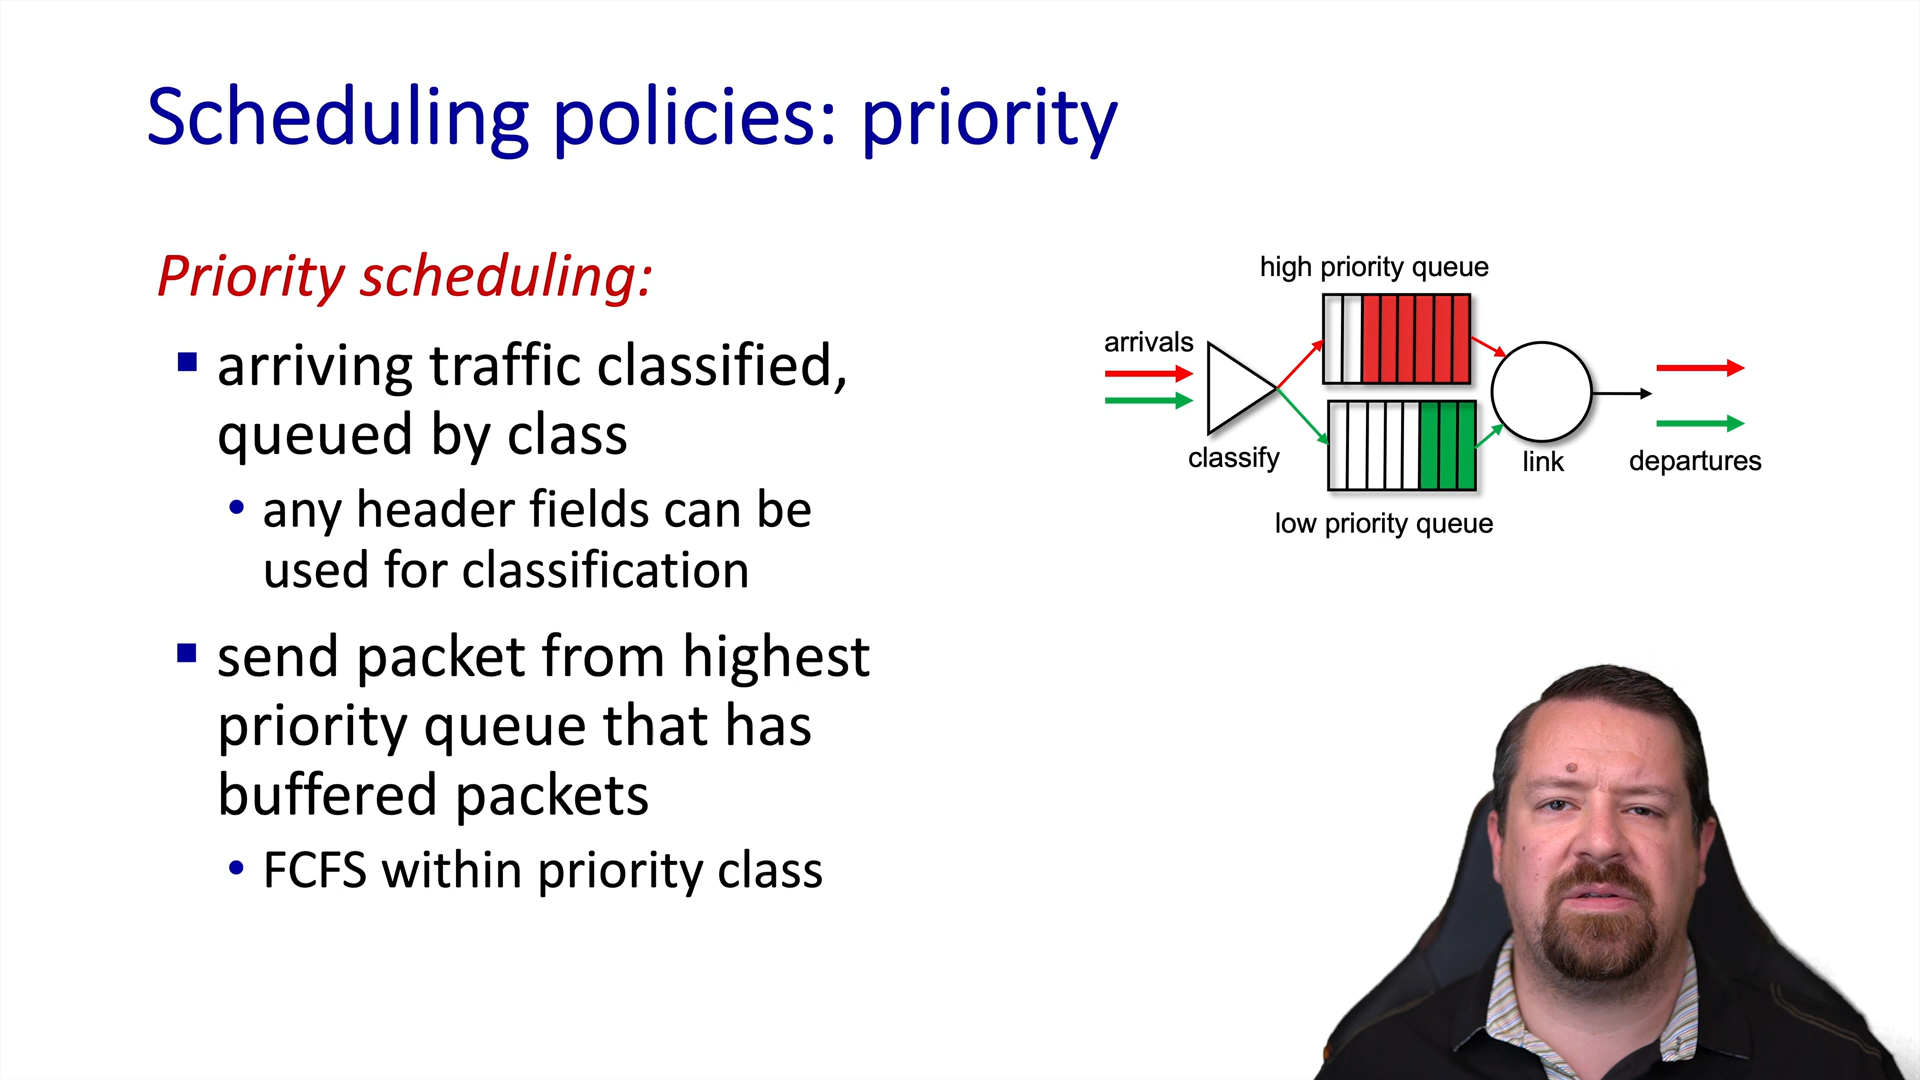 Scheduling policies: priority
Priority scheduling:
arriving traffic classified,
queued by class
any header fields can be
used for classification
send packet from highest
priority queue that has
buffered packets
FCFS within priority class
high priority queue
arrivals
classify
link
departures
low priority queue